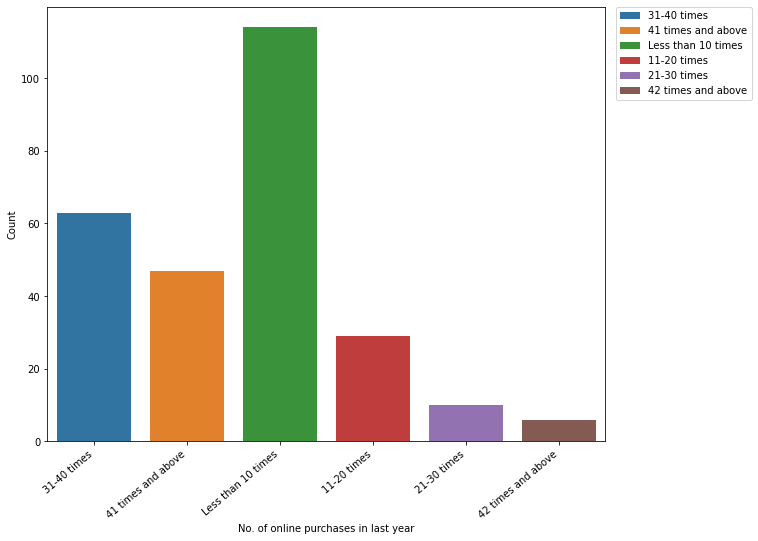 31-40 times
41 times and above
Less than 10 times
11-20 times
21-30 times
42 times and above
Count
100
80
60
40
20
0
31-40 times
41 times and above
Less than 10 times
11-20 times
21-30 times
42 times and above
No. of online purchases in last year